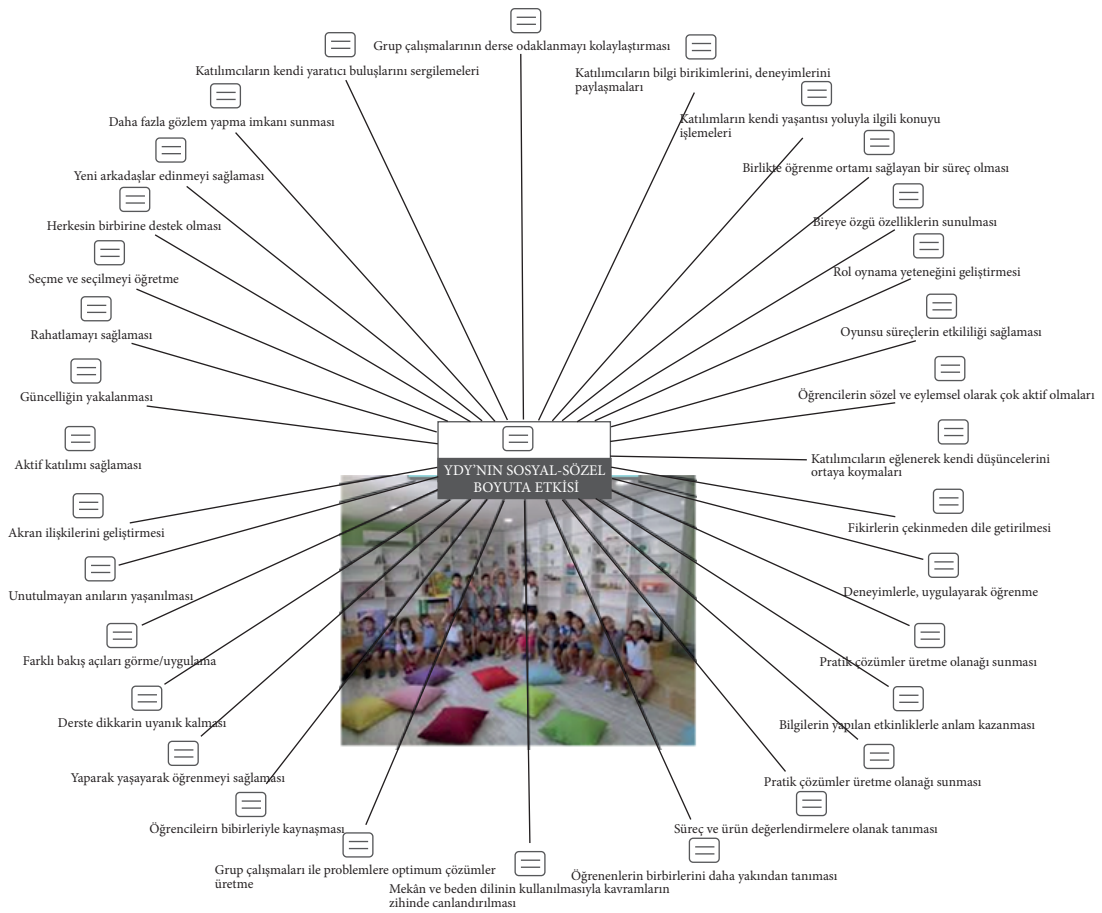 Grup çalışmalarının derse odaklanmayı kolaylaştırması
Katılımcıların kendi yaratıcı buluşlarını sergilemeleri
Katılımcıların bilgi birikimlerini, deneyimlerini
paylaşmaları
Daha fazla gözlem yapma imkanı sunması
Katılımların kendi yaşantısı yoluyla ilgili konuyu
işlemeleri
Yeni arkadaşlar edinmeyi sağlaması
Birlikte öğrenme ortamı sağlayan bir süreç olması
Herkesin birbirine destek olması
Bireye özgü özelliklerin sunulması
Seçme ve seçilmeyi öğretme
Rol oynama yeteneğini geliştirmesi
Rahatlamayı sağlaması
Oyunsu süreçlerin etkililiği sağlaması
Güncelliğin yakalanması
Öğrencilerin sözel ve eylemsel olarak çok aktif olmaları
Aktif katılımı sağlaması
Katılımcıların eğlenerek kendi düşüncelerini
ortaya koymaları
YDY'NIN SOSYAL-SÖZEL
BOYUTA ETKİSİ
Akran ilişkilerini geliştirmesi
Fikirlerin çekinmeden dile getirilmesi
Unutulmayan anıların yaşanılması
Deneyimlerle, uygulayarak öğrenme
Farklı bakış açıları görme/uygulama
Pratik çözümler üretme olanağı sunması
Derste dikkarin uyanık kalması
Bilgilerin yapılan etkinliklerle anlam kazanması
Yaparak yaşayarak öğrenmeyi sağlaması
Pratik çözümler üretme olanağı sunması
Öğrencileirn bibirleriyle kaynaşması
Süreç ve ürün değerlendirmelere olanak tanıması
Grup çalışmaları ile problemlere optimum çözümler
üretme
Öğrenenlerin birbirlerini daha yakından tanıması
Mekân ve beden dilinin kullanılmasıyla kavramların
zihinde canlandırılması